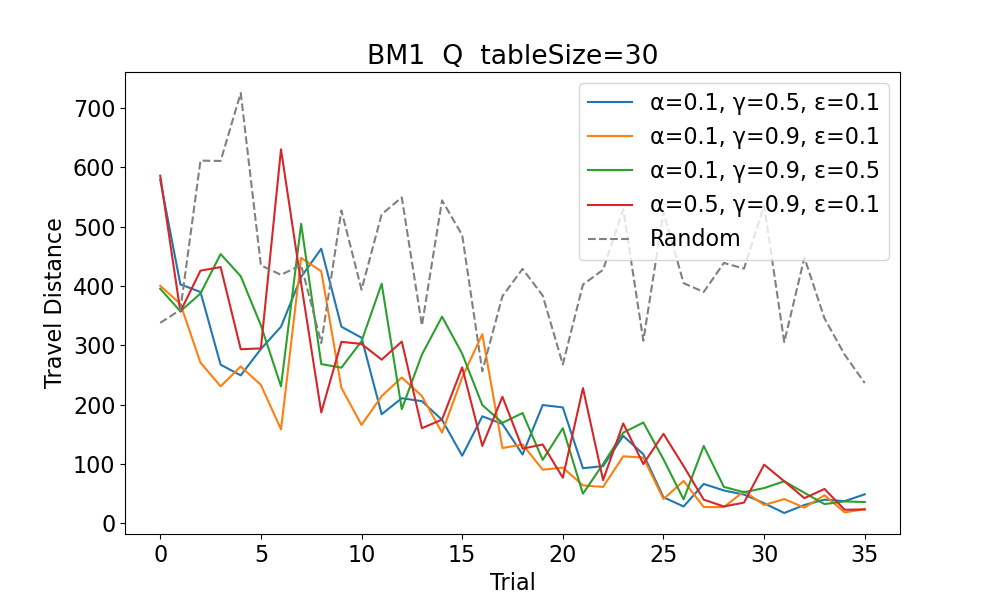 BM1 Q tableSize=30
α=0.1, γ=0.5, ε=0.1
α=0.1, γ=0.9, ε=0.1
α=0.1, γ=0.9, ε=0.5
α=0.5, γ=0.9, ε=0.1
Random
Travel Distance
700
600
500
400
300
200
100
0
0 5 10 15 20 25 30 35
Trial